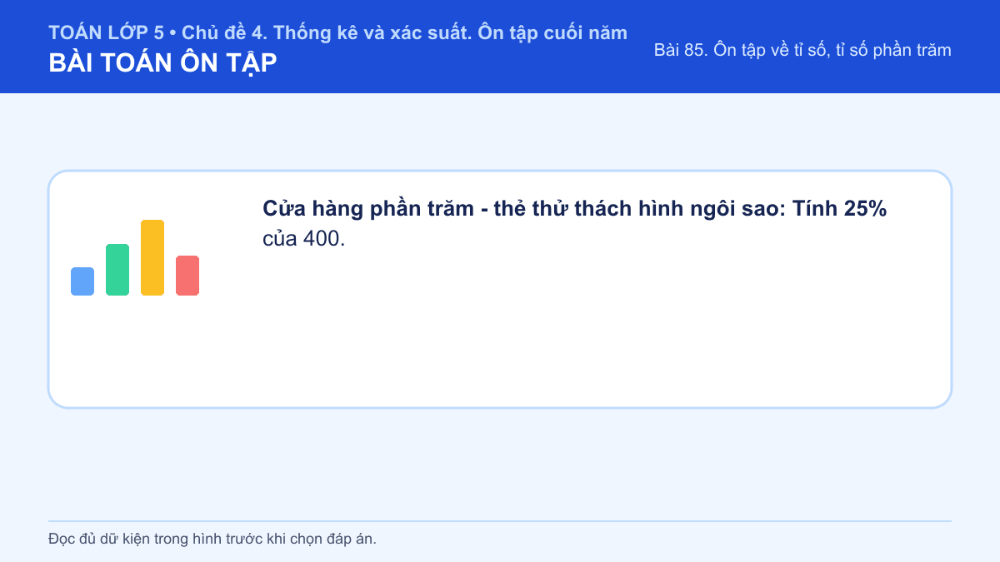 TOÁN LỚP 5 • Chủ đề 4. Thống kê và xác suất. Ôn tập cuối năm
BÀI TOÁN ÔN TẬP
Bài 85. Ôn tập về tỉ số, tỉ số phần trăm
Cửa hàng phần trăm - thẻ thử thách hình ngôi sao: Tính 25%
của 400.
Đọc đủ dữ kiện trong hình trước khi chọn đáp án.